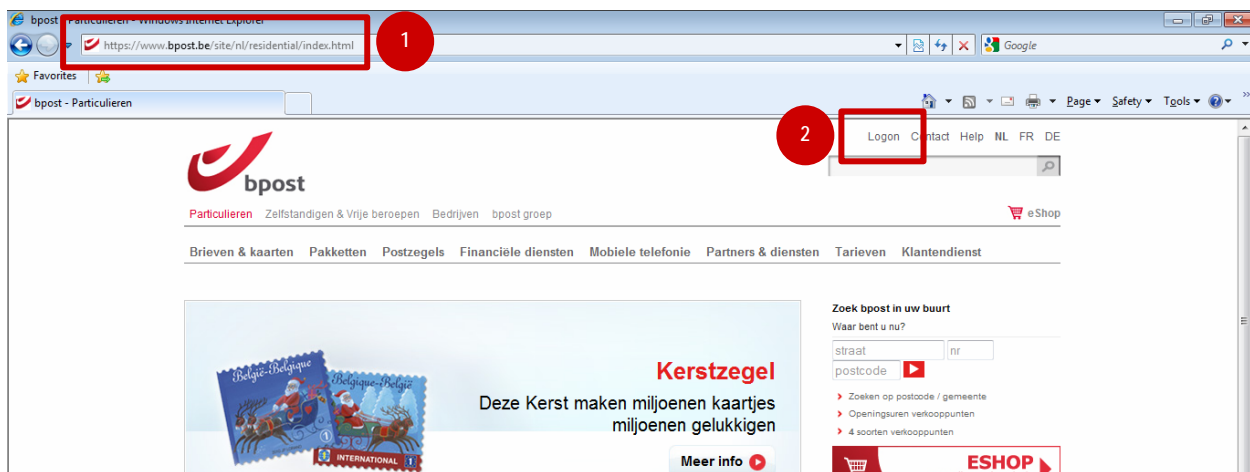 bpost - Particulieren - Windows Internet Explorer
https://www.bpost.be/site/nl/residential/index.html
1
Google
Favorites
bpost - Particulieren
Page Safety Tools
2
Logon Contact Help NL FR DE
bpost
Particulieren Zelfstandigen & Vrije beroepen Bedrijven bpost groep
eShop
Brieven & kaarten Pakketten Postzegels Financiële diensten Mobiele telefonie Partners & diensten Tarieven Klantendienst
België-Belgique
Belgique-België
1
INTERNATIONAL 1
Kerstzegel
Deze Kerst maken miljoenen kaartjes
miljoenen gelukkigen
Meer info
Zoek bpost in uw buurt
Waar bent u nu?
straat nr
postcode
Zoeken op postcode / gemeente
Openingsuren verkooppunten
4 soorten verkooppunten
ESHOP